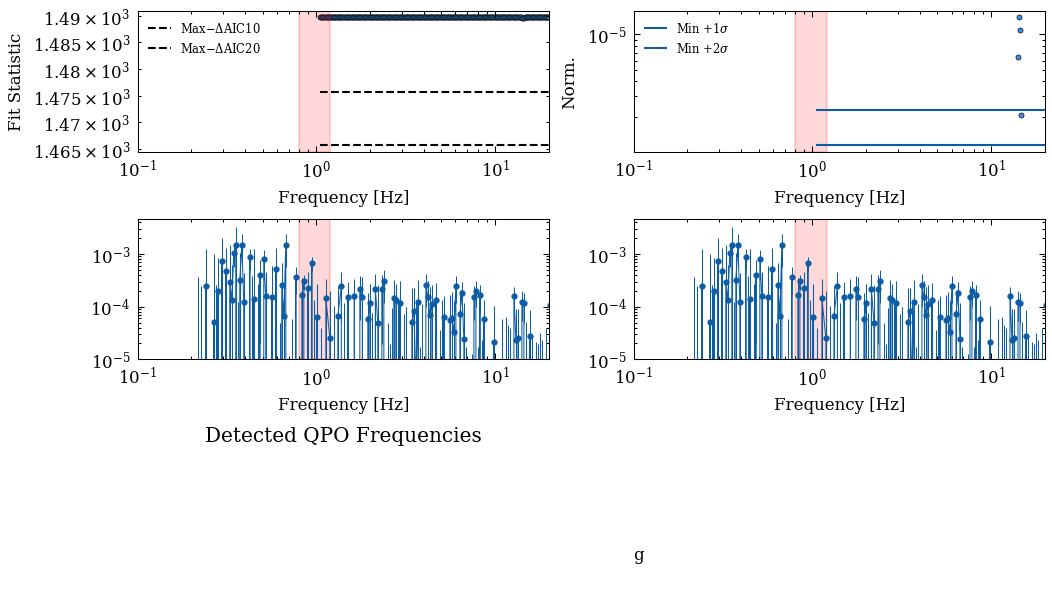 1.49 × 10³
1.485 × 10³
1.48 × 10³
1.475 × 10³
1.47 × 10³
1.465 × 10³
Fit Statistic
Max−ΔAIC10
Max−ΔAIC20
10⁻¹ 10⁰ 10¹
Frequency [Hz]
10⁻⁵
Norm.
Min +1σ
Min +2σ
10⁻¹ 10⁰ 10¹
Frequency [Hz]
10⁻³
10⁻⁴
10⁻⁵
10⁻¹ 10⁰ 10¹
Frequency [Hz]
10⁻³
10⁻⁴
10⁻⁵
10⁻¹ 10⁰ 10¹
Frequency [Hz]
Detected QPO Frequencies
g